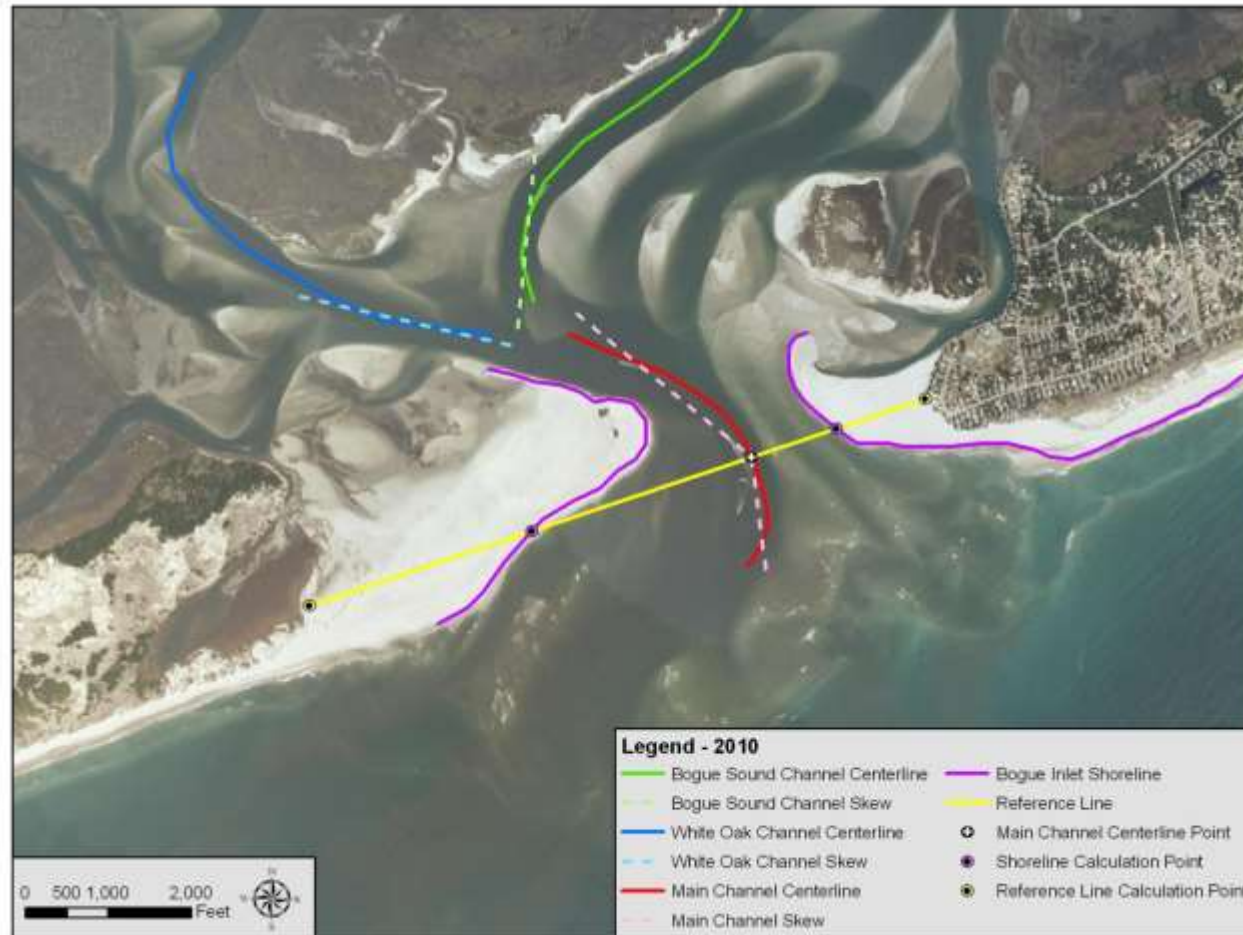 Legend - 2010
Bogue Sound Channel Centerline
Bogue Sound Channel Skew
White Oak Channel Centerline
White Oak Channel Skew
Main Channel Centerline
Main Channel Skew
Bogue Inlet Shoreline
Reference Line
Main Channel Centerline Point
Shoreline Calculation Point
Reference Line Calculation Point
0 500 1,000 2,000
Feet